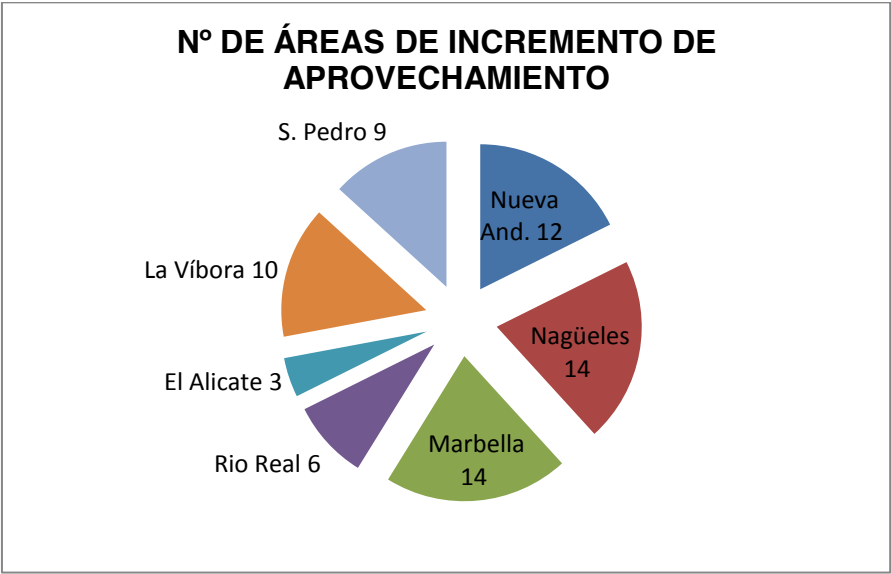 Nº DE ÁREAS DE INCREMENTO DE
APROVECHAMIENTO
S. Pedro 9
Nueva
And. 12
La Víbora 10
Nagüeles
14
El Alicate 3
Marbella
14
Rio Real 6